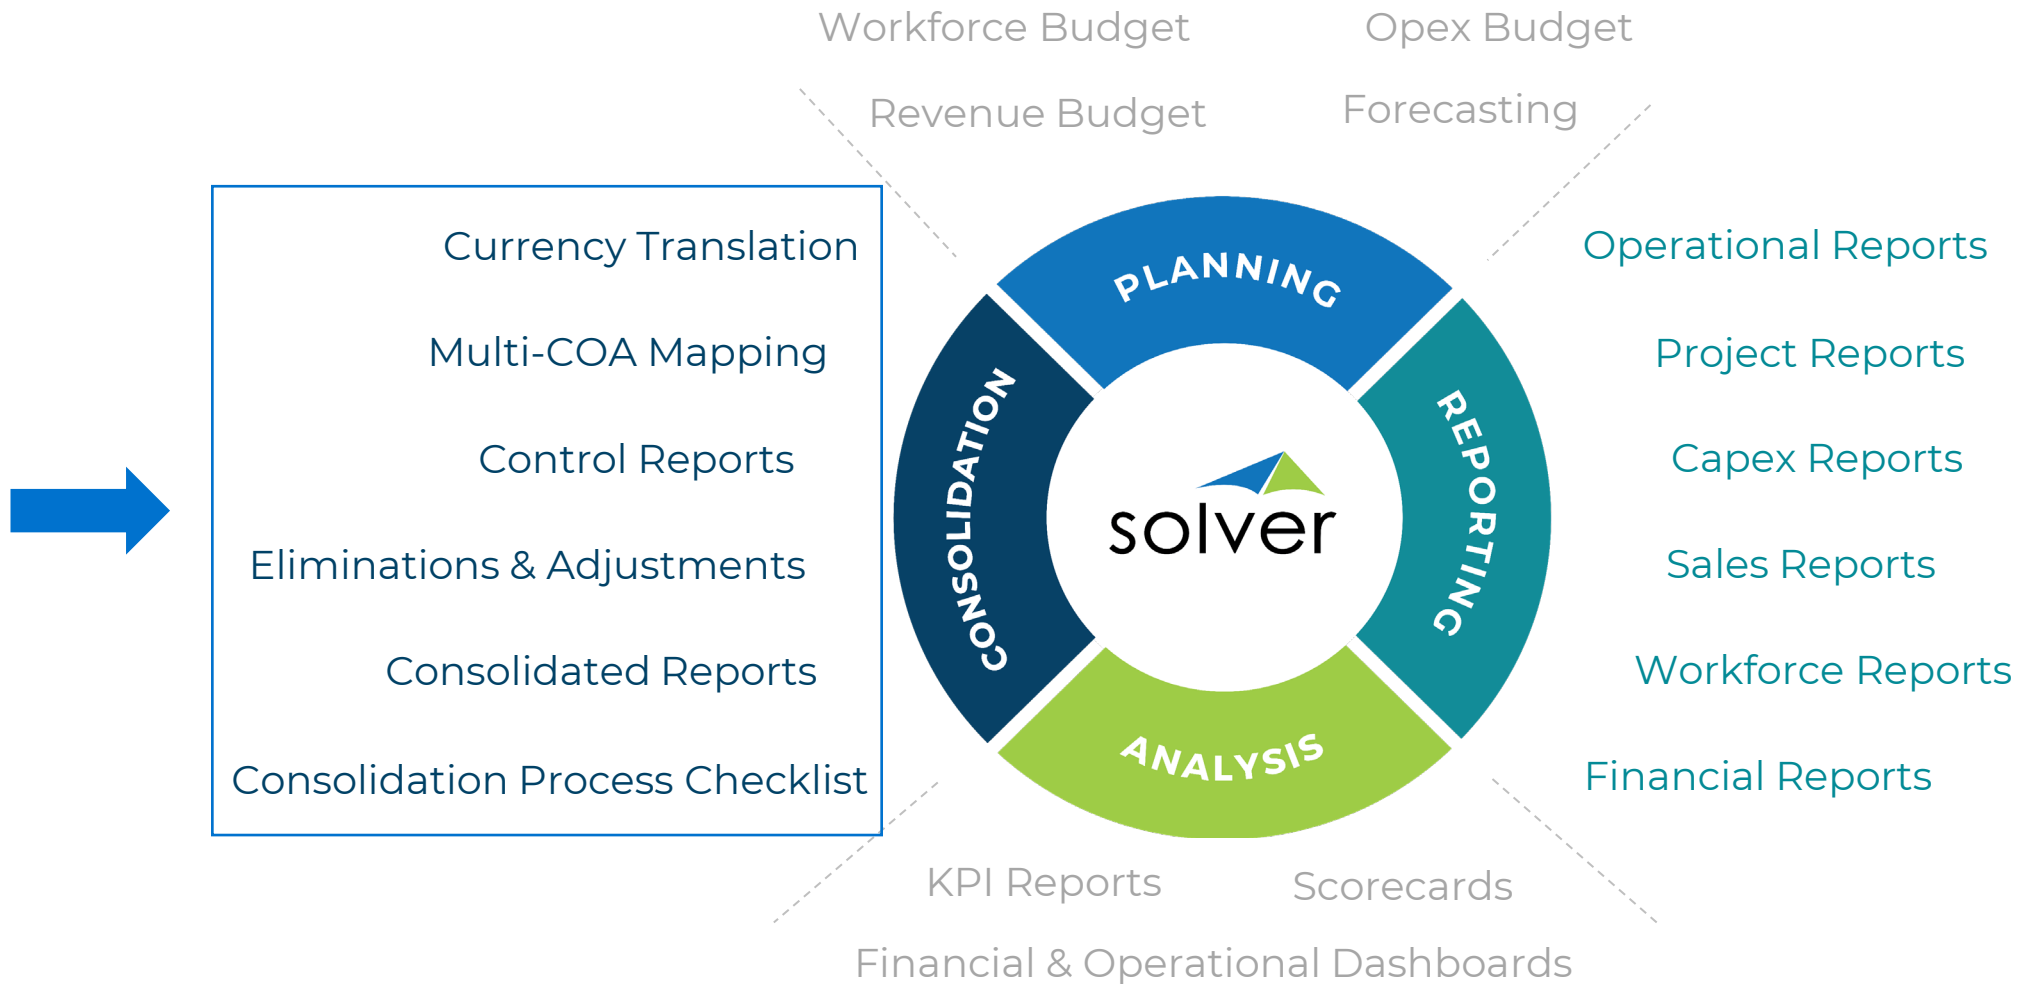 Workforce Budget
Opex Budget
Revenue Budget
Forecasting
Currency Translation
Multi-COA Mapping
Control Reports
Eliminations & Adjustments
Consolidated Reports
Consolidation Process Checklist
PLANNING
CONSOLIDATION
solver
REPORTING
ANALYSIS
Operational Reports
Project Reports
Capex Reports
Sales Reports
Workforce Reports
Financial Reports
KPI Reports
Scorecards
Financial & Operational Dashboards